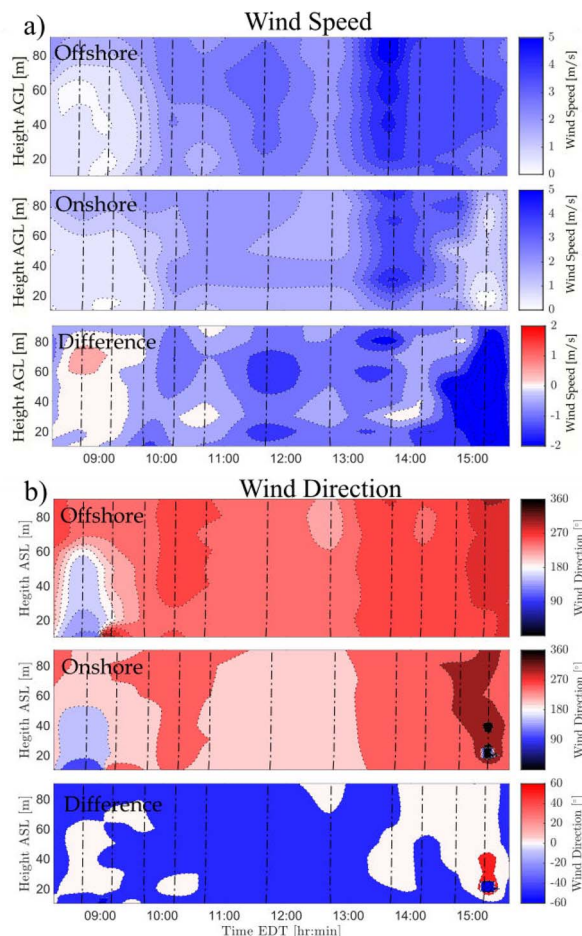 a)
Wind Speed
Offshore
Height AGL [m]
80
60
40
20
5
4
3
2
1
0
Wind Speed [m/s]
Onshore
Height AGL [m]
80
60
40
20
5
4
3
2
1
0
Wind Speed [m/s]
Difference
Height AGL [m]
80
60
40
20
2
1
0
-1
-2
Wind Speed [m/s]
09:00 10:00 11:00 12:00 13:00 14:00 15:00
b)
Wind Direction
Offshore
Hegith ASL [m]
80
60
40
20
360
270
180
90
Wind Direction [°]
Onshore
Hegith ASL [m]
80
60
40
20
360
270
180
90
Wind Direction [°]
Difference
Height ASL [m]
80
60
40
20
60
40
20
0
-20
-40
-60
Wind Direction [°]
09:00 10:00 11:00 12:00 13:00 14:00 15:00
Time EDT [hr:min]